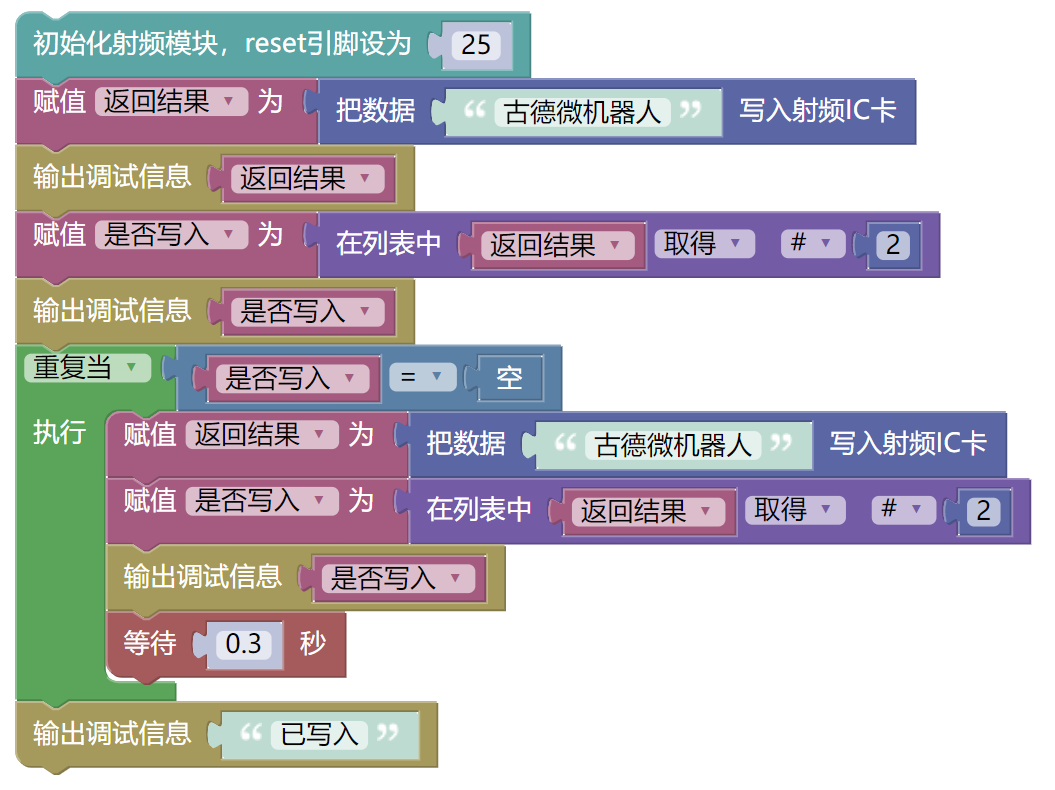 初始化射频模块，reset引脚设为 25
赋值 返回结果 为 把数据 “ 古德微机器人 ” 写入射频IC卡
输出调试信息 返回结果
赋值 是否写入 为 在列表中 返回结果 取得 # 2
输出调试信息 是否写入
重复当 是否写入 = 空
执行 赋值 返回结果 为 把数据 “ 古德微机器人 ” 写入射频IC卡
赋值 是否写入 为 在列表中 返回结果 取得 # 2
输出调试信息 是否写入
等待 0.3 秒
输出调试信息 “ 已写入 ”